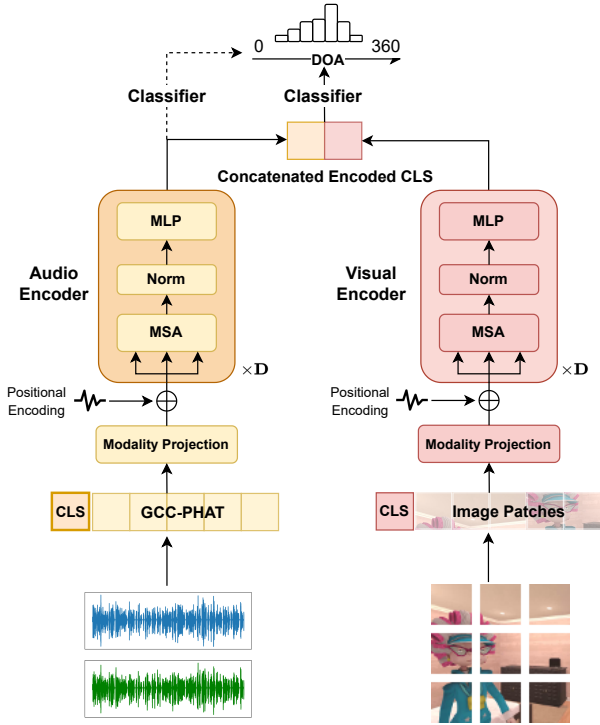 0
360
DOA
Classifier
Classifier
Concatenated Encoded CLS
MLP
Norm
MSA
Audio
Encoder
×D
Positional
Encoding
Modality Projection
CLS
GCC-PHAT
MLP
Norm
MSA
Visual
Encoder
×D
Positional
Encoding
Modality Projection
CLS
Image Patches